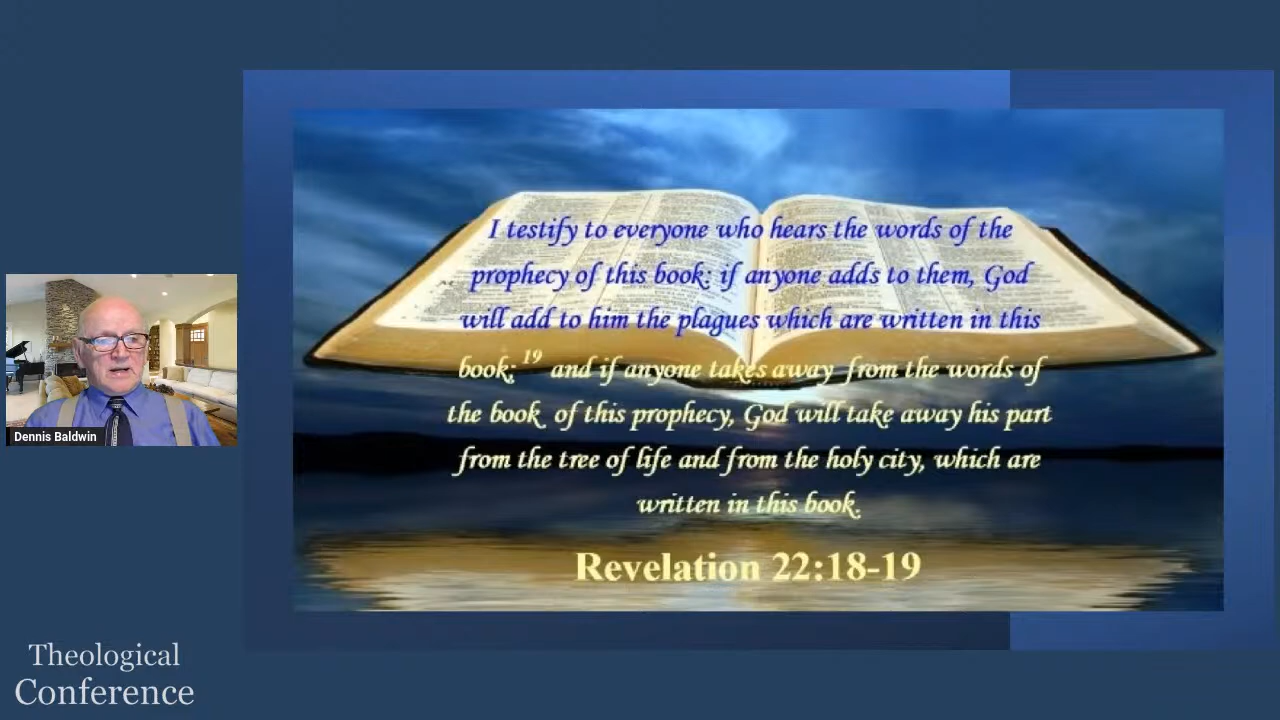 I testify to everyone who hears the words of the
prophecy of this book: if anyone adds to them, God
will add to him the plagues which are written in this
book; 19 and if anyone takes away from the words of
the book of this prophecy, God will take away his part
from the tree of life and from the holy city, which are
written in this book.
Revelation 22:18-19
Dennis Baldwin
Theological
Conference